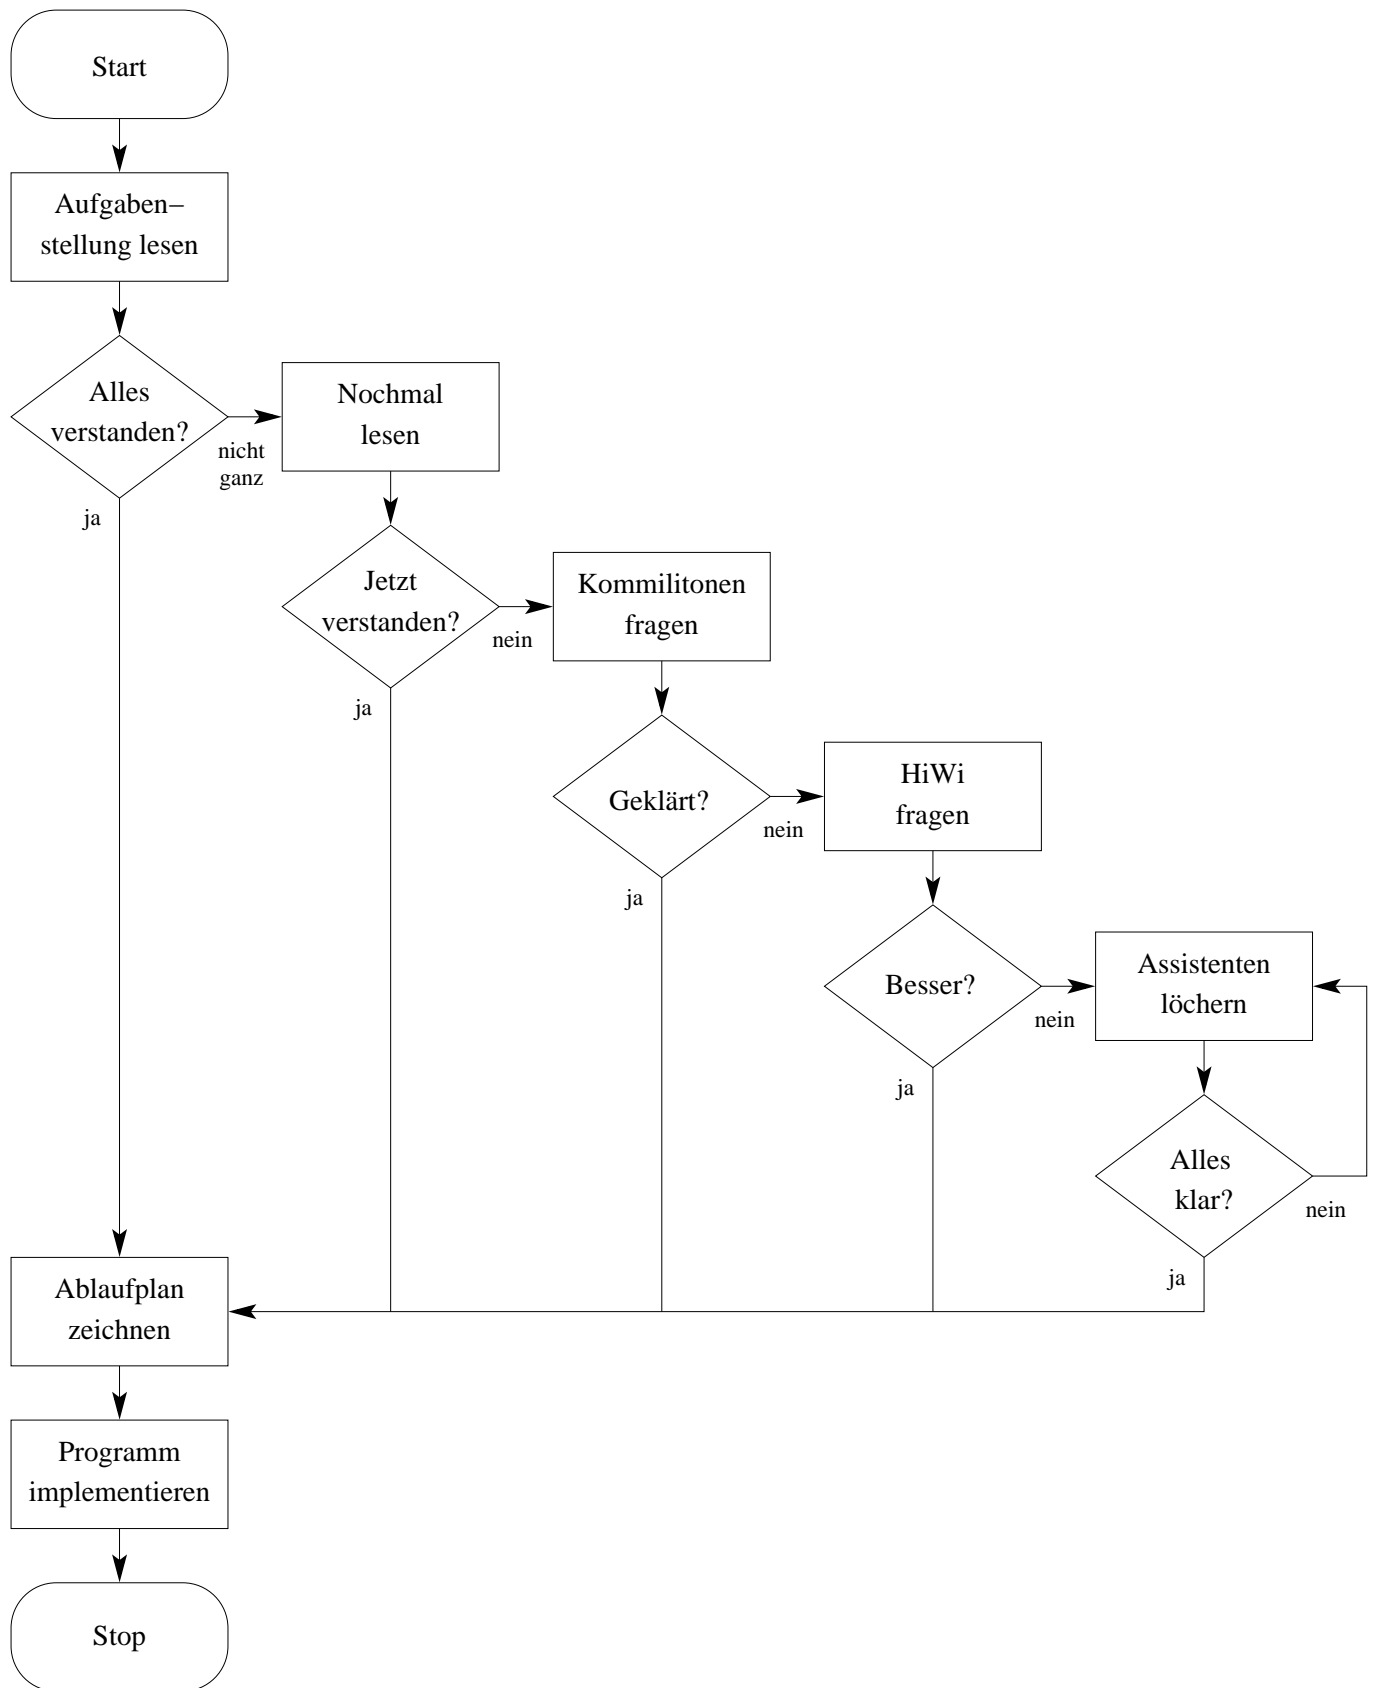 Start
Aufgaben–
stellung lesen
Alles
verstanden?
nicht
ganz
ja
Nochmal
lesen
Jetzt
verstanden?
nein
ja
Kommilitonen
fragen
Geklärt?
nein
ja
HiWi
fragen
Besser?
nein
ja
Assistenten
löchern
Alles
klar?
nein
ja
Ablaufplan
zeichnen
Programm
implementieren
Stop